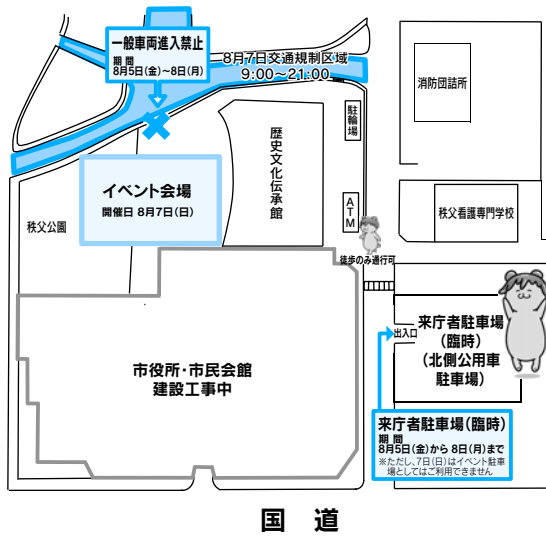 一般車両進入禁止
期 間
8月5日(金)～8日(月)
8月7日交通規制区域
9:00～21:00
消防団詰所
駐輪場
歴史文化伝承館
イベント会場
開催日 8月7日(日)
ATM
秩父看護専門学校
秩父公園
徒歩のみ通行可
来庁者駐車場
(臨時)
(北側公用車
駐車場)
出入口
市役所・市民会館
建設工事中
来庁者駐車場(臨時)
期 間
8月5日(金)から8日(月)まで
※ただし、7日(日)はイベント駐車
場としてはご利用できません
国 道